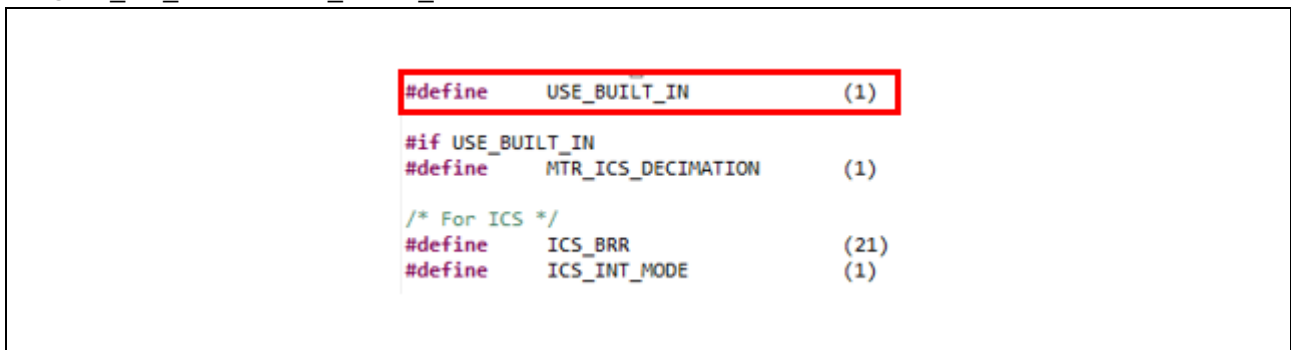 #define USE_BUILT_IN (1)
#if USE_BUILT_IN
#define MTR_ICS_DECIMATION (1)
/* For ICS */
#define ICS_BRR (21)
#define ICS_INT_MODE (1)